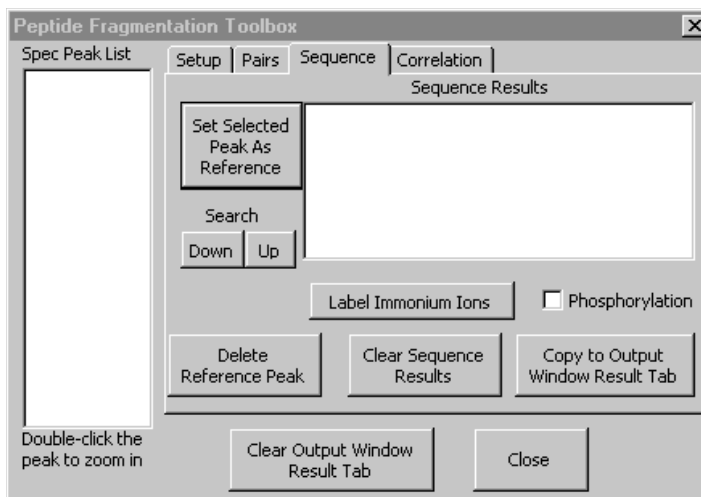 Peptide Fragmentation Toolbox
Spec Peak List
Setup Pairs Sequence Correlation
Sequence Results
Set Selected
Peak As
Reference
Search
Down Up
Label Immonium Ions
Phosphorylation
Delete
Reference Peak
Clear Sequence
Results
Copy to Output
Window Result Tab
Double-click the
peak to zoom in
Clear Output Window
Result Tab
Close